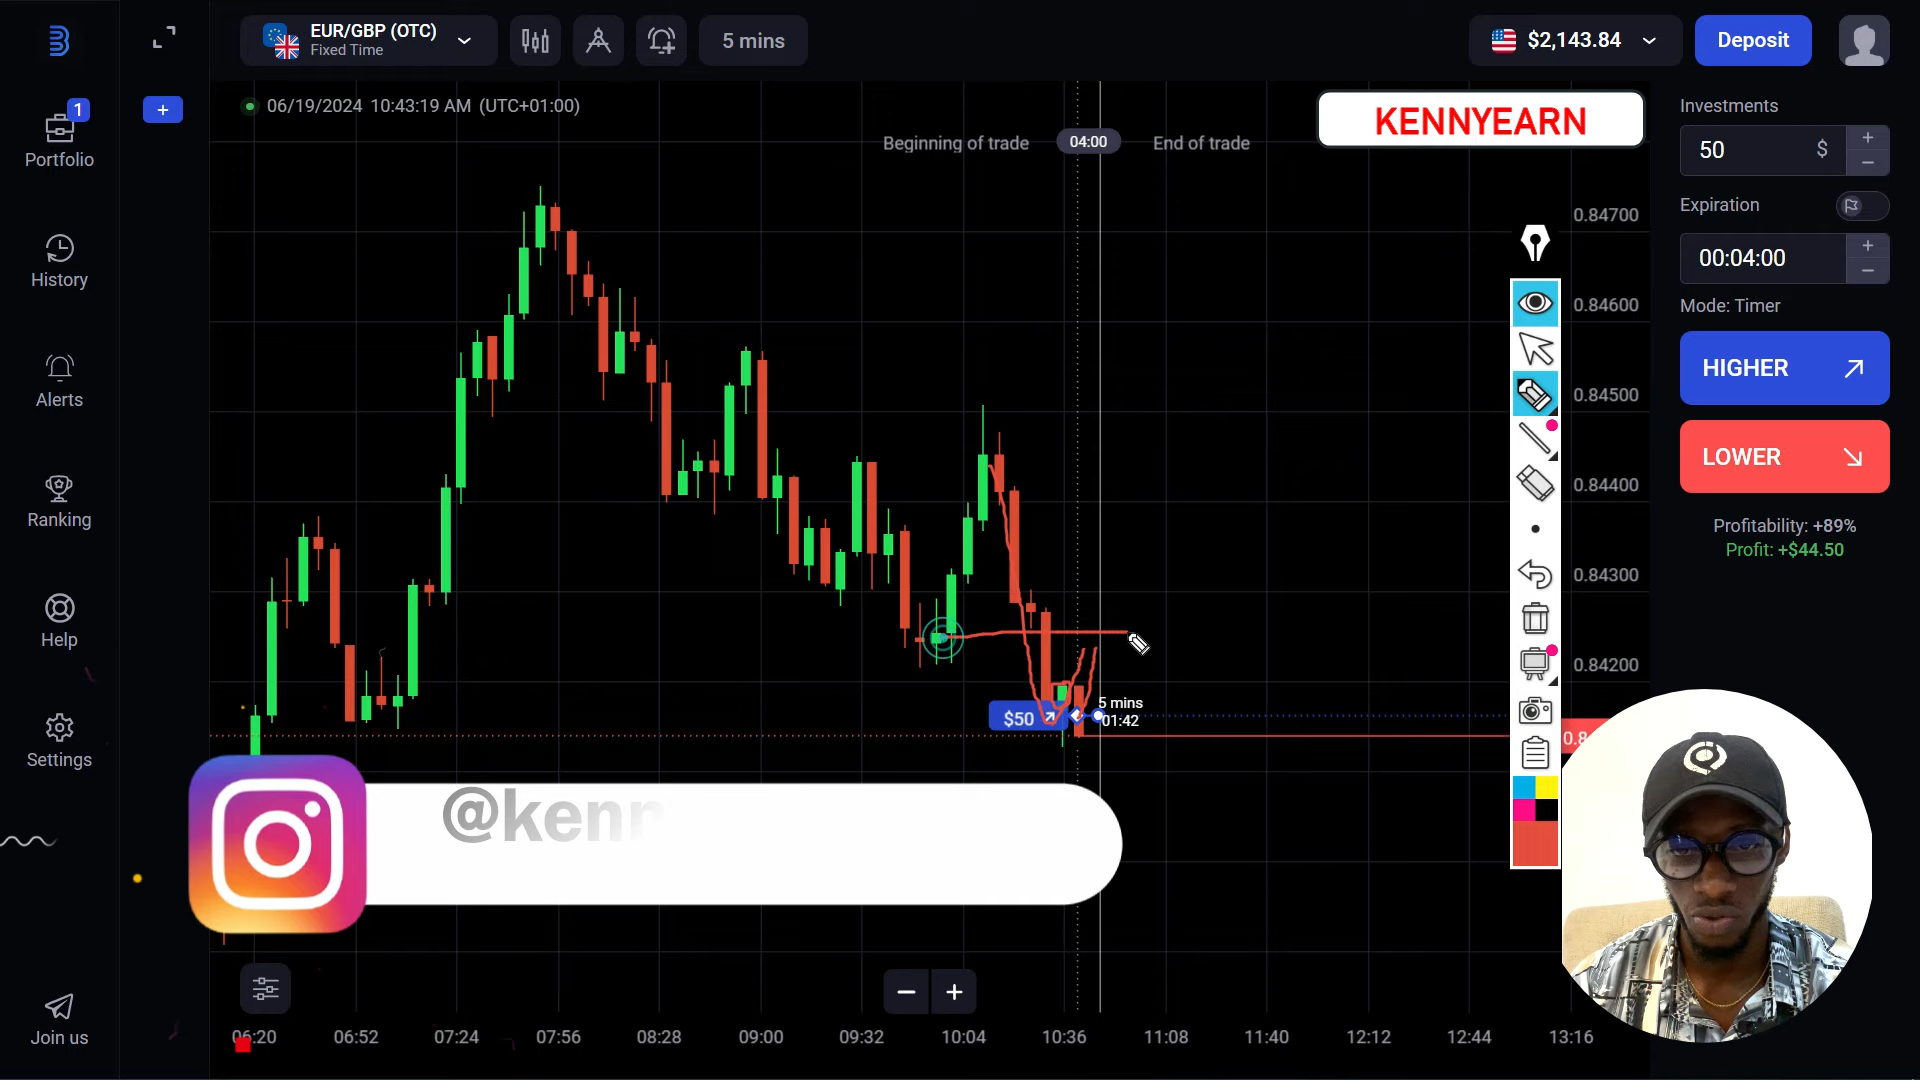 EUR/GBP (OTC)
Fixed Time
5 mins
$2,143.84
Deposit
1
Portfolio
06/19/2024 10:43:19 AM (UTC+01:00)
Beginning of trade
04:00
End of trade
KENNYEARN
Investments
50 $
Expiration
00:04:00
Mode: Timer
HIGHER
LOWER
Profitability: +89%
Profit: +$44.50
History
Alerts
Ranking
Help
Settings
Join us
0.84700
0.84600
0.84500
0.84400
0.84300
0.84200
$50
5 mins
01:42
@kenn
06:20 06:52 07:24 07:56 08:28 09:00 09:32 10:04 10:36 11:08 11:40 12:12 12:44 13:16